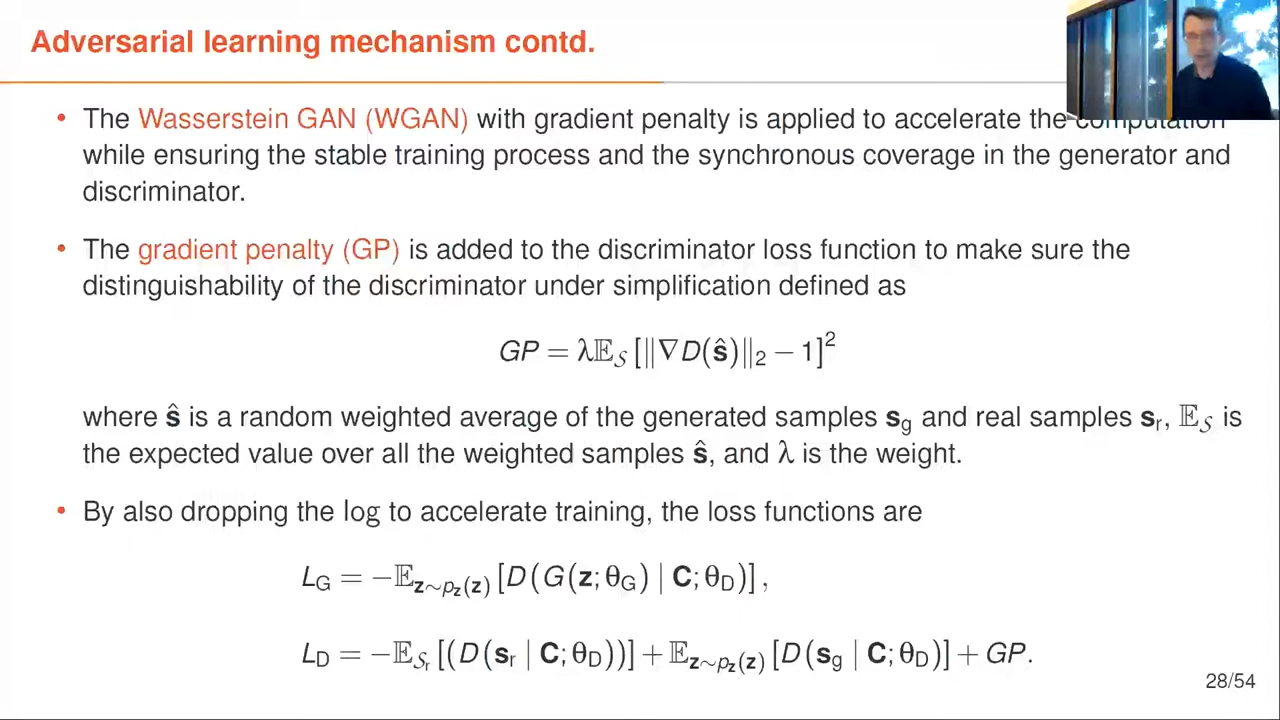 Adversarial learning mechanism contd.
• The Wasserstein GAN (WGAN) with gradient penalty is applied to accelerate the computation
while ensuring the stable training process and the synchronous coverage in the generator and
discriminator.
• The gradient penalty (GP) is added to the discriminator loss function to make sure the
distinguishability of the discriminator under simplification defined as
GP = λ𝔼_𝒮 [‖∇D(ŝ)‖₂ − 1]²
where ŝ is a random weighted average of the generated samples s_g and real samples s_r, 𝔼_𝒮 is
the expected value over all the weighted samples ŝ, and λ is the weight.
• By also dropping the log to accelerate training, the loss functions are
L_G = −𝔼_{z∼p_z(z)} [D(G(z; θ_G) | C; θ_D)],
L_D = −𝔼_{𝒮_r} [(D(s_r | C; θ_D))] + 𝔼_{z∼p_z(z)} [D(s_g | C; θ_D)] + GP.
28/54